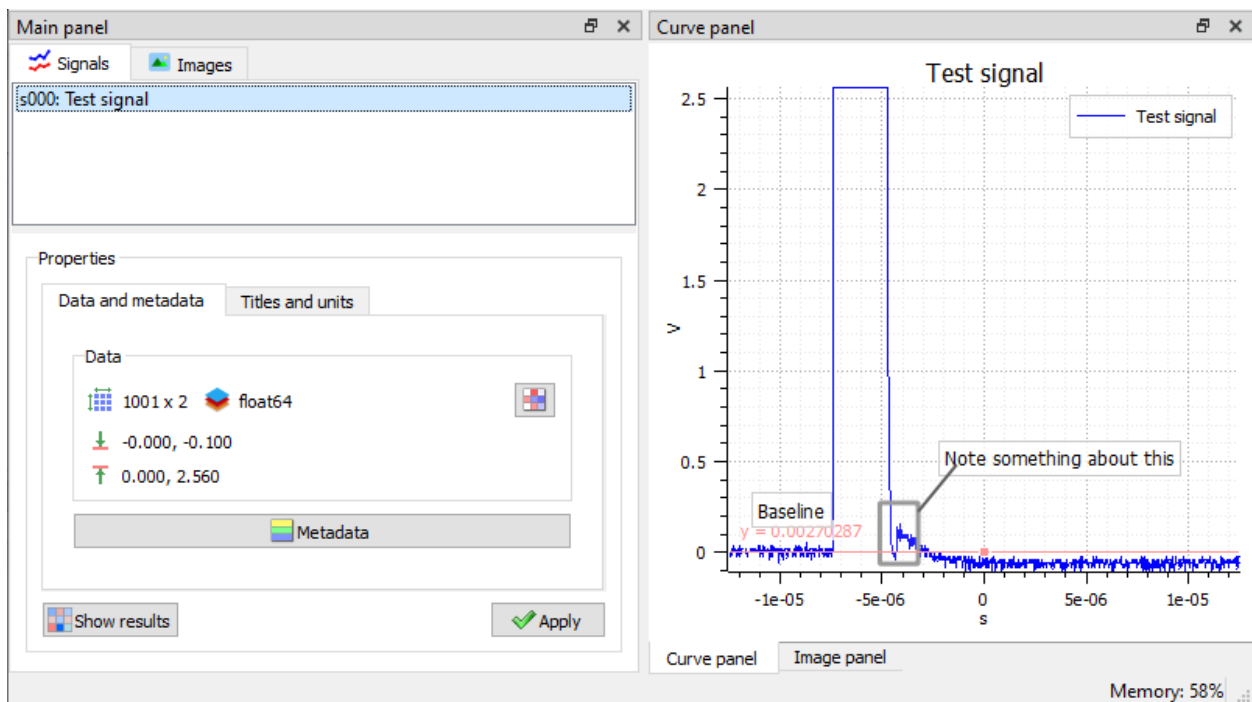 Main panel
Signals
Images
s000: Test signal
Properties
Data and metadata
Titles and units
Data
1001 x 2
float64
-0.000, -0.100
0.000, 2.560
Metadata
Show results
Apply
Curve panel
Test signal
Test signal
2.5
2
1.5
1
0.5
0
V
Note something about this
Baseline
y = 0.00270287
-1e-05
-5e-06
0
5e-06
1e-05
s
Curve panel
Image panel
Memory: 58%